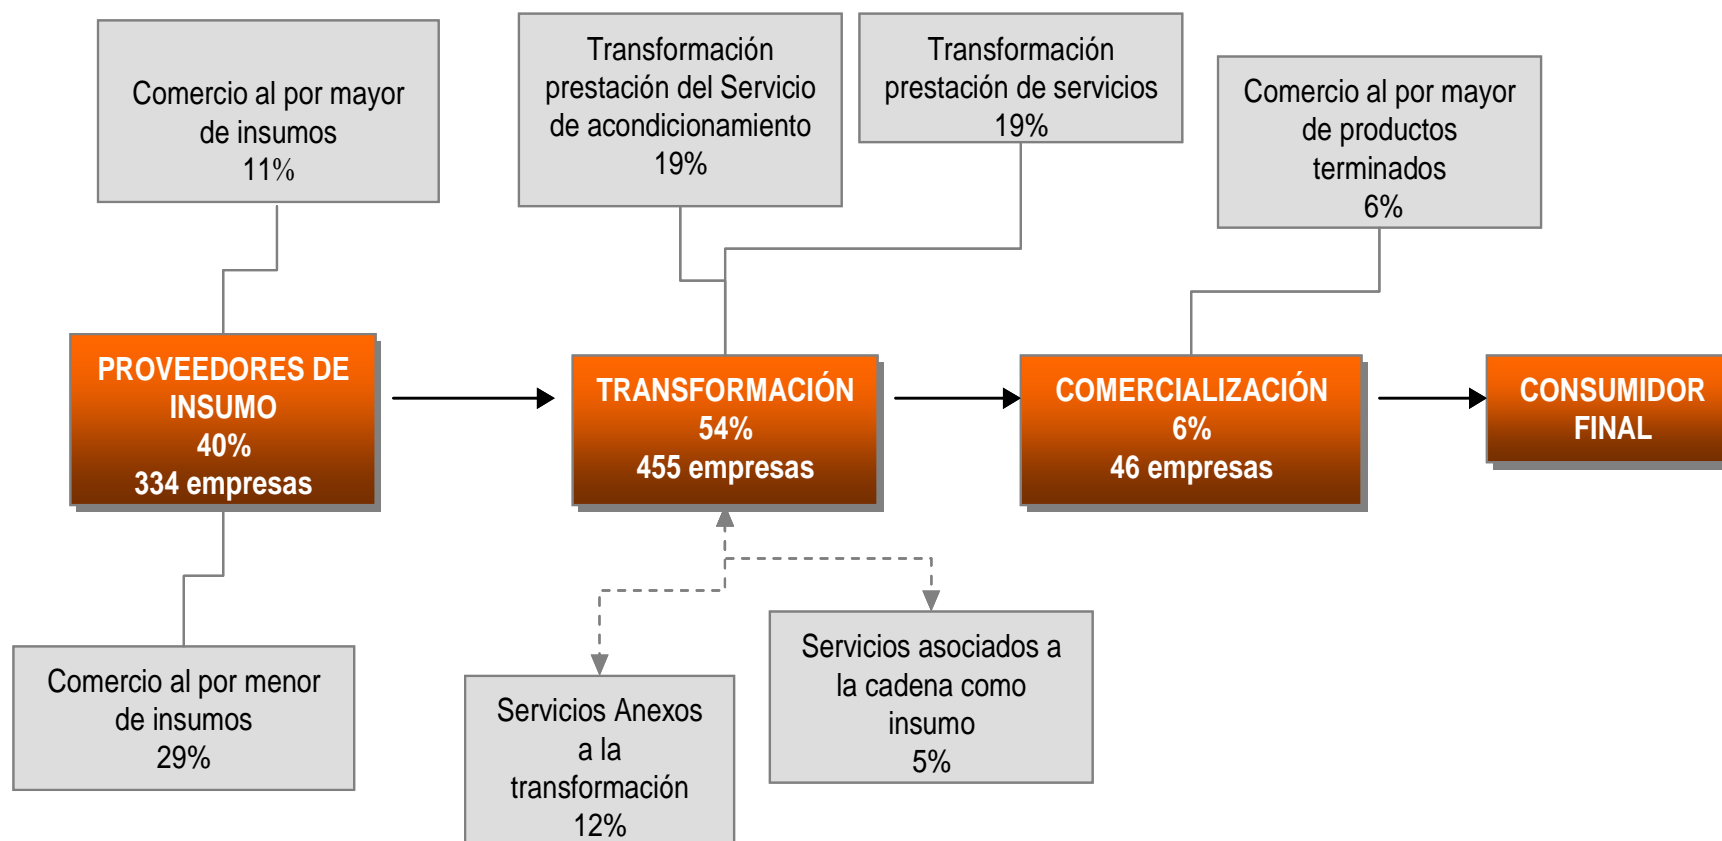 Comercio al por mayor
de insumos
11%
Transformación
prestación del Servicio
de acondicionamiento
19%
Transformación
prestación de servicios
19%
Comercio al por mayor
de productos
terminados
6%
PROVEEDORES DE
INSUMO
40%
334 empresas
TRANSFORMACIÓN
54%
455 empresas
COMERCIALIZACIÓN
6%
46 empresas
CONSUMIDOR
FINAL
Comercio al por menor
de insumos
29%
Servicios Anexos
a la
transformación
12%
Servicios asociados a
la cadena como
insumo
5%